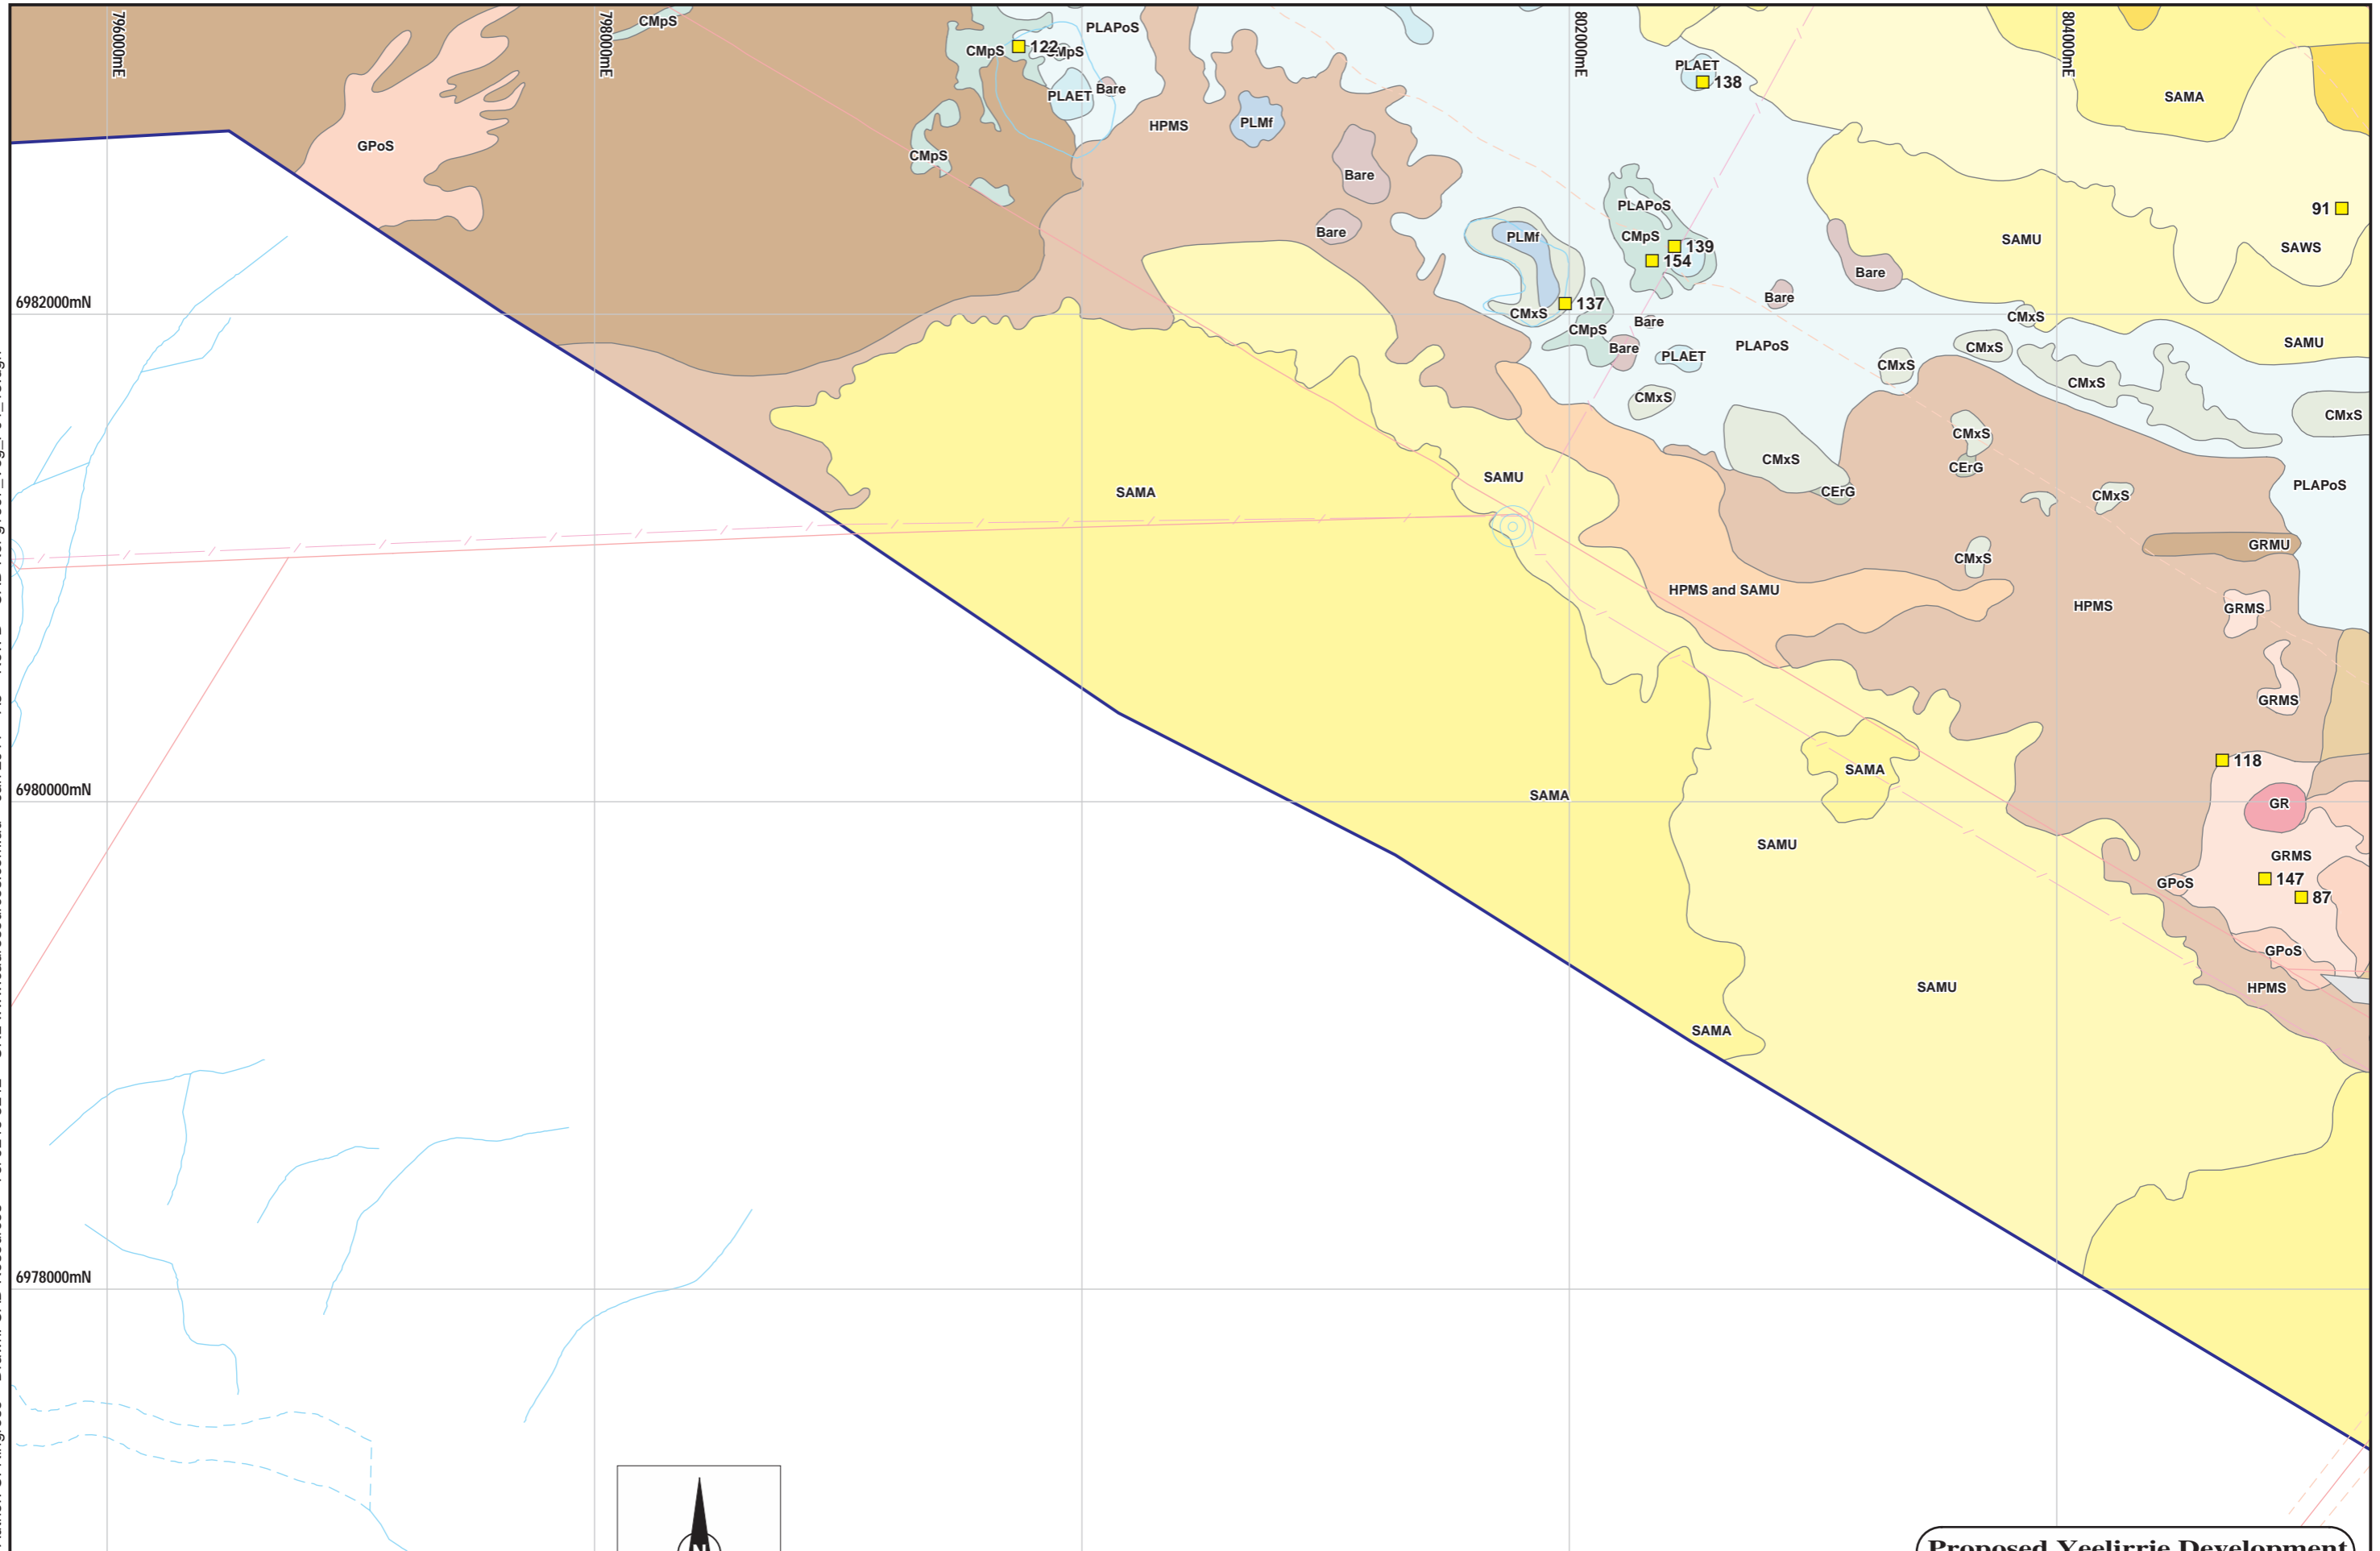 796000mE
798000mE
802000mE
804000mE
CMpS
CMpS
122
CMpS
PLAPoS
PLAET
Bare
PLAET
138
SAMA
GPoS
HPMS
PLMf
CMpS
Bare
Bare
PLAPoS
CMpS
139
154
PLMf
91
SAMU
SAWS
Bare
6982000mN
137
CMxS
CMpS
Bare
Bare
Bare
PLAET
PLAPoS
CMxS
CMxS
CMxS
SAMU
CMxS
CMxS
CMxS
CMxS
CMxS
CErG
CErG
CMxS
PLAPoS
SAMA
SAMU
GRMU
CMxS
HPMS and SAMU
HPMS
GRMS
GRMS
118
SAMA
6980000mN
SAMA
GR
SAMU
GRMS
GPoS
147
87
GPoS
HPMS
SAMU
SAMA
6978000mN
N
Proposed Yeelirrie Development